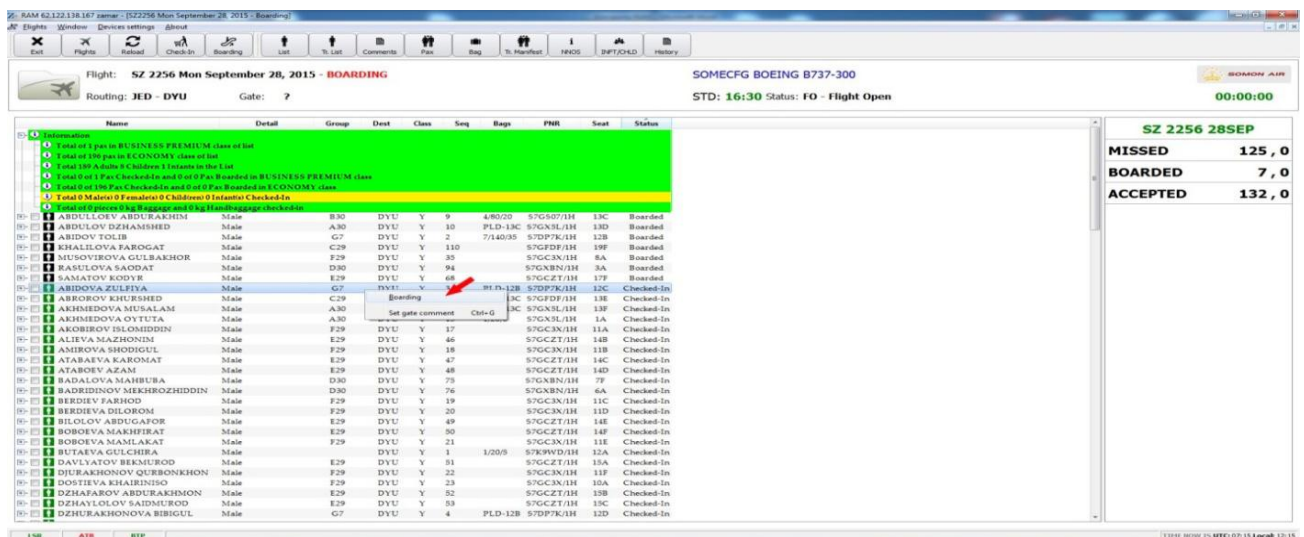 RAM 62.122.138.167 zamar - [SZ2256 Mon September 28, 2015 - Boarding]
Flights Window Devices settings About
Exit Flights Reload Check-In Boarding List Tr. List Comments Pax Bag Tr. Manifest NNOS INFT/CHLD History
Flight: SZ 2256 Mon September 28, 2015 - BOARDING SOMECFG BOEING B737-300 SOMON AIR
Routing: JED - DYU Gate: ? STD: 16:30 Status: FO - Flight Open 00:00:00
Name Detail Group Dest Class Seq Bags PNR Seat Status
Information
Total of 1 pax in BUSINESS PREMIUM class of list
Total of 196 pax in ECONOMY class of list
Total 0 of 1 Pax Checked-In and 0 of 0 Pax Boarded in BUSINESS PREMIUM class
Total 0 of 196 Pax Checked-In and 0 of 0 Pax Boarded in ECONOMY class
Total 0 Male(s) 0 Female(s) 0 Child(ren) 0 Infant(s) Checked-In
Total 0 pieces 0 kg Baggage and 0 kg Handbaggage checked-in
ABDULLOEV ABDURAKHIM Male B30 DYU Y 9 4/80/20 S7GS07/1H 13C Boarded
ABDULOV DZHAMSHED Male A30 DYU Y 10 PLD-13C S7GX5L/1H 13D Boarded
ABIDOV TOLIB Male G7 DYU Y 2 7/140/35 S7DP7K/1H 12B Boarded
KHALILOVA FAROGAT Male C29 DYU Y 110 S7GFDF/1H 19F Boarded
MUSOVIROVA GULBAKHOR Male F29 DYU Y 35 S7GC3X/1H 8A Boarded
RASULOVA SAODAT Male D30 DYU Y 94 S7GXBN/1H 3A Boarded
SAMATOV KODYR Male E29 DYU Y 68 S7GCZT/1H 17F Boarded
ABIDOVA ZULFIYA Male G7 DYU Y PLD-12B S7DP7K/1H 12C Checked-In
ABROROV KHURSHED Male C29 Boarding 3C S7GFDF/1H 13E Checked-In
AKHMEDOVA MUSALAM Male A30 3C S7GX5L/1H 13F Checked-In
AKHMEDOVA OYTUTA Male A30 Set gate comment Ctrl+G S7GX5L/1H 1A Checked-In
AKOBIROV ISLOMIDDIN Male F29 DYU Y 17 S7GC3X/1H 11A Checked-In
ALIEVA MAZHONIM Male E29 DYU Y 46 S7GCZT/1H 14B Checked-In
AMIROVA SHODIGUL Male F29 DYU Y 18 S7GC3X/1H 11B Checked-In
ATABAEVA KAROMAT Male E29 DYU Y 47 S7GCZT/1H 14C Checked-In
ATABOEV AZAM Male E29 DYU Y 48 S7GCZT/1H 14D Checked-In
BADALOVA MAHBUBA Male D30 DYU Y 75 S7GXBN/1H 7F Checked-In
BADRIDINOV MEKHROZHIDDIN Male D30 DYU Y 76 S7GXBN/1H 6A Checked-In
BERDIEV FARHOD Male F29 DYU Y 19 S7GC3X/1H 11C Checked-In
BERDIEVA DILOROM Male F29 DYU Y 20 S7GC3X/1H 11D Checked-In
BILOLOV ABDUGAFOR Male E29 DYU Y 49 S7GCZT/1H 14E Checked-In
BOBOEVA MAKHFIRAT Male E29 DYU Y 50 S7GCZT/1H 14F Checked-In
BOBOEVA MAMLAKAT Male F29 DYU Y 21 S7GC3X/1H 11E Checked-In
BUTAEVA GULCHIRA Male DYU Y 1 1/20/5 S7K9WD/1H 12A Checked-In
DAVLYATOV BEKMUROD Male E29 DYU Y 51 S7GCZT/1H 15A Checked-In
DJURAKHONOV QURBONKHON Male F29 DYU Y 22 S7GC3X/1H 11F Checked-In
DOSTIEVA KHAIRINISO Male F29 DYU Y 23 S7GC3X/1H 10A Checked-In
DZHAFAROV ABDURAKHMON Male E29 DYU Y 52 S7GCZT/1H 15B Checked-In
DZHAYLOLOV SAIDMUROD Male E29 DYU Y 53 S7GCZT/1H 15C Checked-In
DZHURAKHONOVA BIBIGUL Male G7 DYU Y 4 PLD-12B S7DP7K/1H 12D Checked-In
SZ 2256 28SEP
MISSED 125 , 0
BOARDED 7 , 0
ACCEPTED 132 , 0
LSR ATB BTP TIME NOW IS UTC: 07:15 Local: 12:15